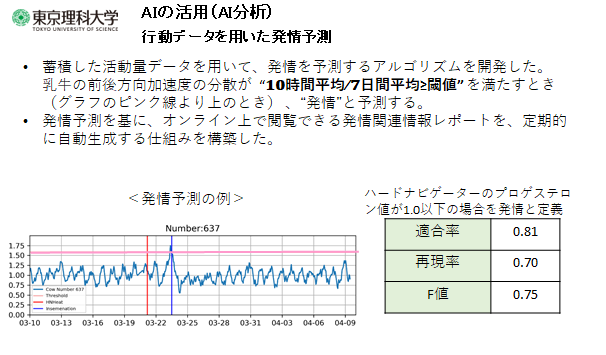 東京理科大学
TOKYO UNIVERSITY OF SCIENCE
AIの活用(AI分析)
行動データを用いた発情予測
• 蓄積した活動量データを用いて、発情を予測するアルゴリズムを開発した。
乳牛の前後方向加速度の分散が “10時間平均/7日間平均≥閾値” を満たすとき
（グラフのピンク線より上のとき）、“発情”と予測する。
• 発情予測を基に、オンライン上で閲覧できる発情関連情報レポートを、定期的
に自動生成する仕組みを構築した。
＜発情予測の例＞
Number:637
1.75
1.50
1.25
1.00
0.75
0.50
0.25
0.00
Cow Number 637
Threshold
HNHeat
Insemenation
03-10 03-13 03-16 03-19 03-22 03-25 03-28 03-31 04-03 04-06 04-09
ハードナビゲーターのプロゲステロ
ン値が1.0以下の場合を発情と定義
適合率 0.81
再現率 0.70
F値 0.75